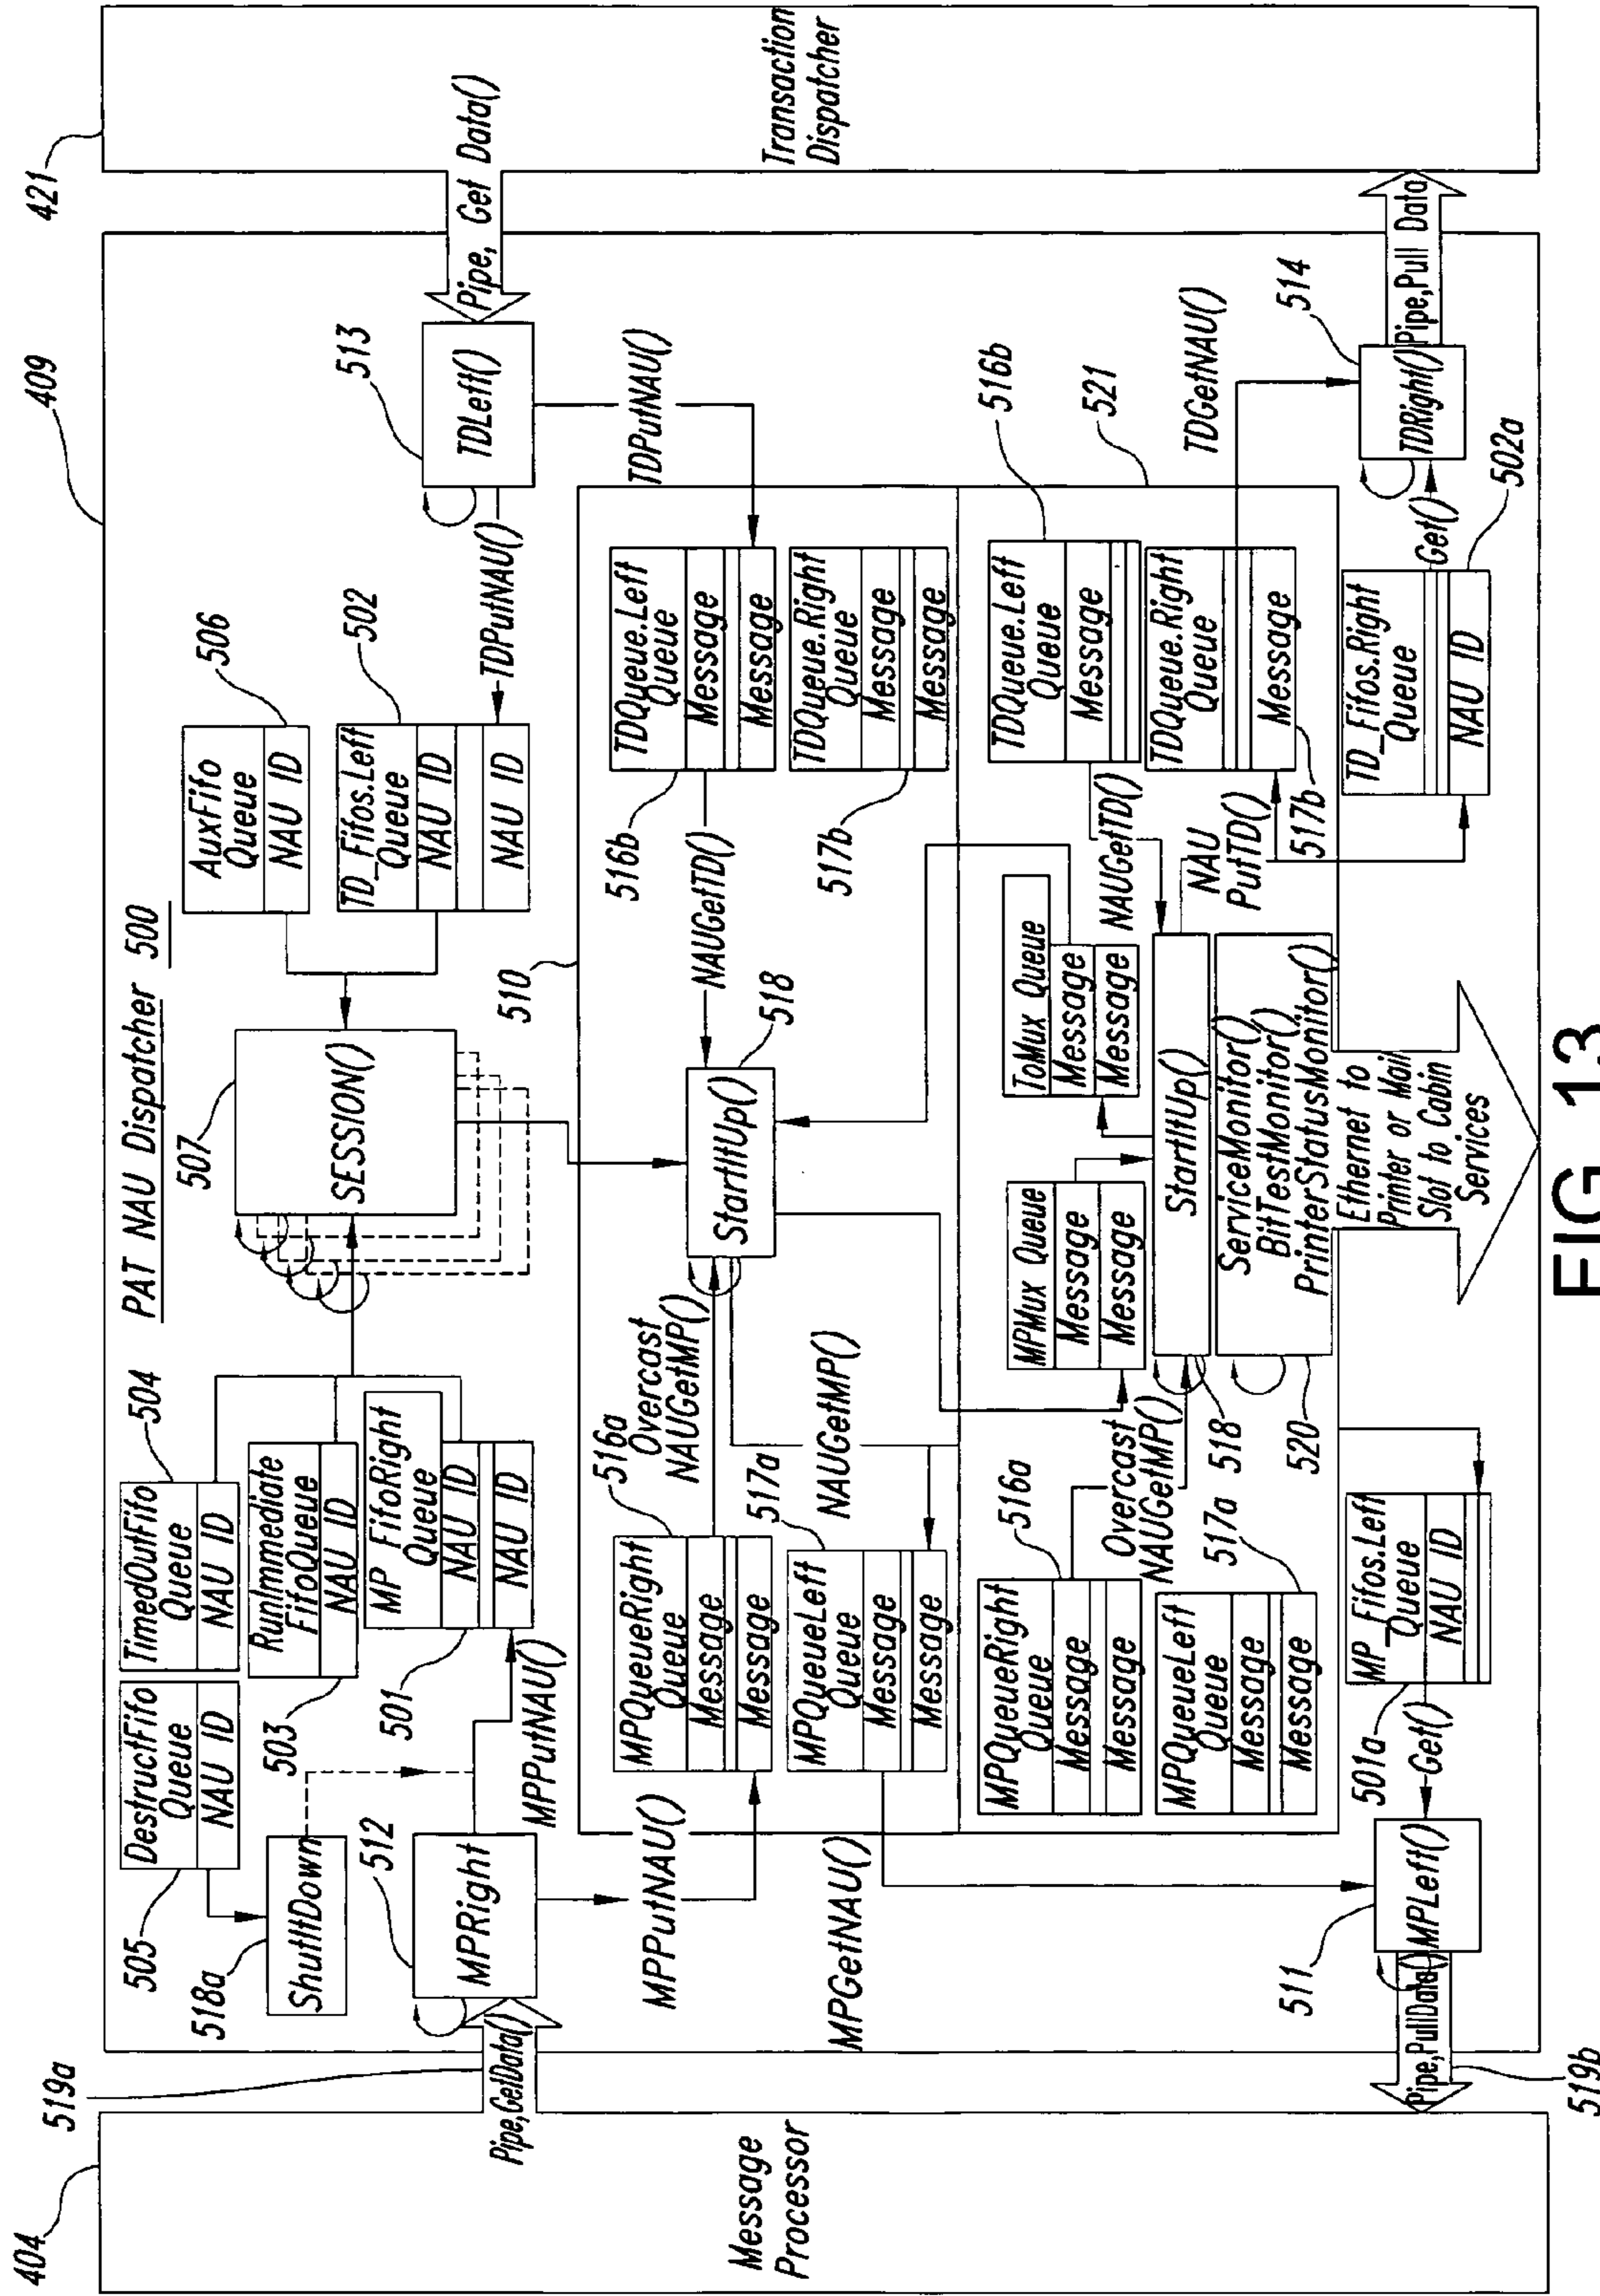 404
519a
409
421
PAT NAU Dispatcher 500
Message
Processor
Transaction
Dispatcher
Pipe,GetData()
Pipe, Get Data()
505
DestructFifo
Queue
NAU ID
TimedOutFifo
Queue
NAU ID
504
518a
ShutItDown
503
RunImmediate
FifoQueue
NAU ID
501
MP_FifoRight
Queue
NAU ID
NAU ID
512
MPRight
MPPutNAU()
507
SESSION()
AuxFifo
Queue
NAU ID
506
TD_Fifos.Left
Queue
NAU ID
NAU ID
502
TDPutNAU()
TDLeft()
513
TDPutNAU()
MPPutNAU()
510
MPQueueRight
Queue
Message
Message
516a
Overcast
NAUGetMP()
StartItUp()
518
NAUGetTD()
516b
TDQueue.Left
Queue
Message
Message
MPGetNAU()
MPQueueLeft
Queue
Message
Message
517a
NAUGetMP()
517b
TDQueue.Right
Queue
Message
Message
MPQueueRight
Queue
Message
Message
516a
Overcast
NAUGetMP()
MPMux Queue
Message
Message
ToMux Queue
Message
Message
NAUGetTD()
TDQueue.Left
Queue
Message
516b
521
MPQueueLeft
Queue
Message
Message
517a
518
StartItUp()
NAU
PutTD()
TDQueue.Right
Queue
Message
517b
TDGetNAU()
520
ServiceMonitor()
BitTestMonitor()
PrinterStatusMonitor()
Ethernet to
Printer or Mail
Slot to Cabin
Services
511
MPLeft()
Get()
501a
MP_Fifos.Left
Queue
NAU ID
TD_Fifos.Right
Queue
NAU ID
502a
Get()
TDRight()
514
Pipe,PullData()
519b
Pipe,Pull Data
FIG 13